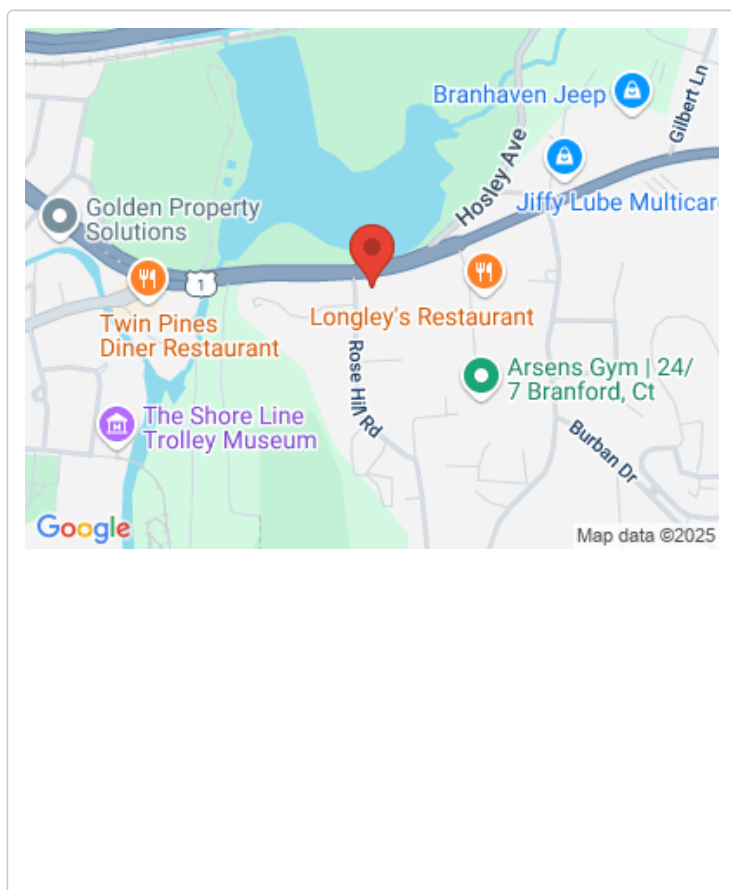 Branhaven Jeep
Gilbert Ln
Hosley Ave
Jiffy Lube Multicar
Golden Property
Solutions
1
Twin Pines
Diner Restaurant
Longley's Restaurant
Rose Hill Rd
Arsens Gym | 24/
7 Branford, Ct
The Shore Line
Trolley Museum
Burban Dr
Google
Map data ©2025